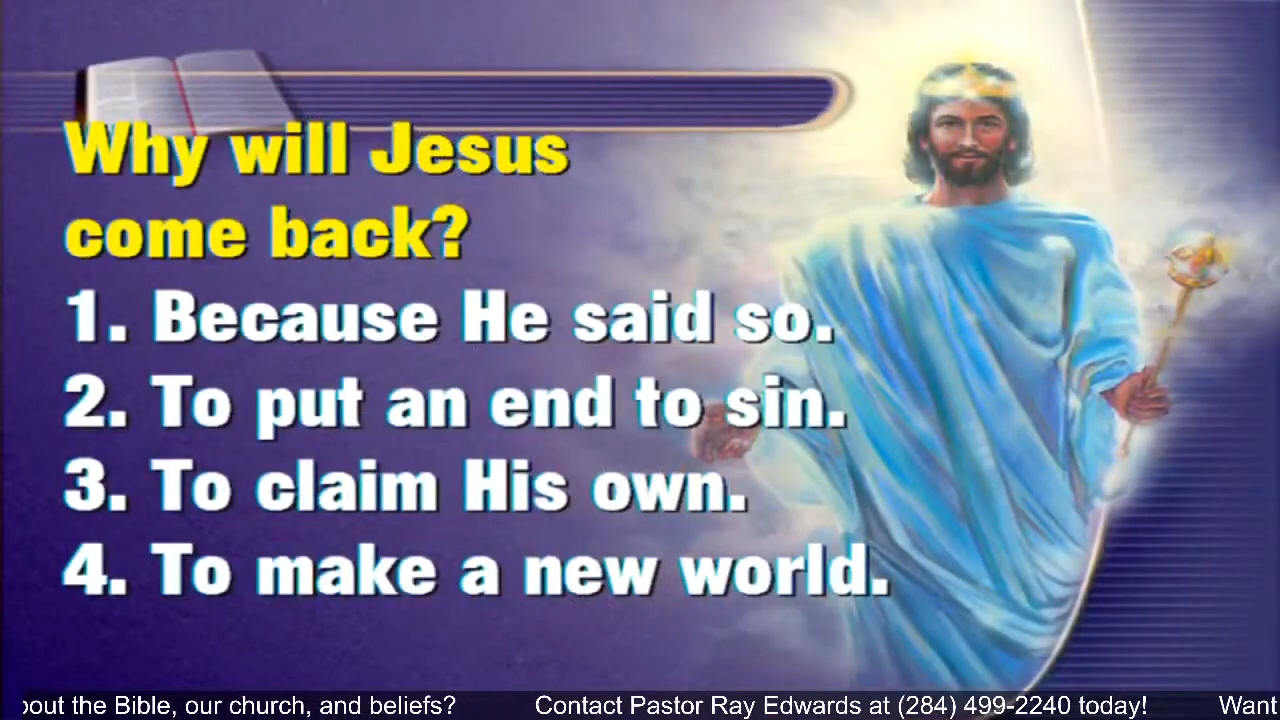 Why will Jesus
come back?
1. Because He said so.
2. To put an end to sin.
3. To claim His own.
4. To make a new world.
out the Bible, our church, and beliefs? Contact Pastor Ray Edwards at (284) 499-2240 today! Want